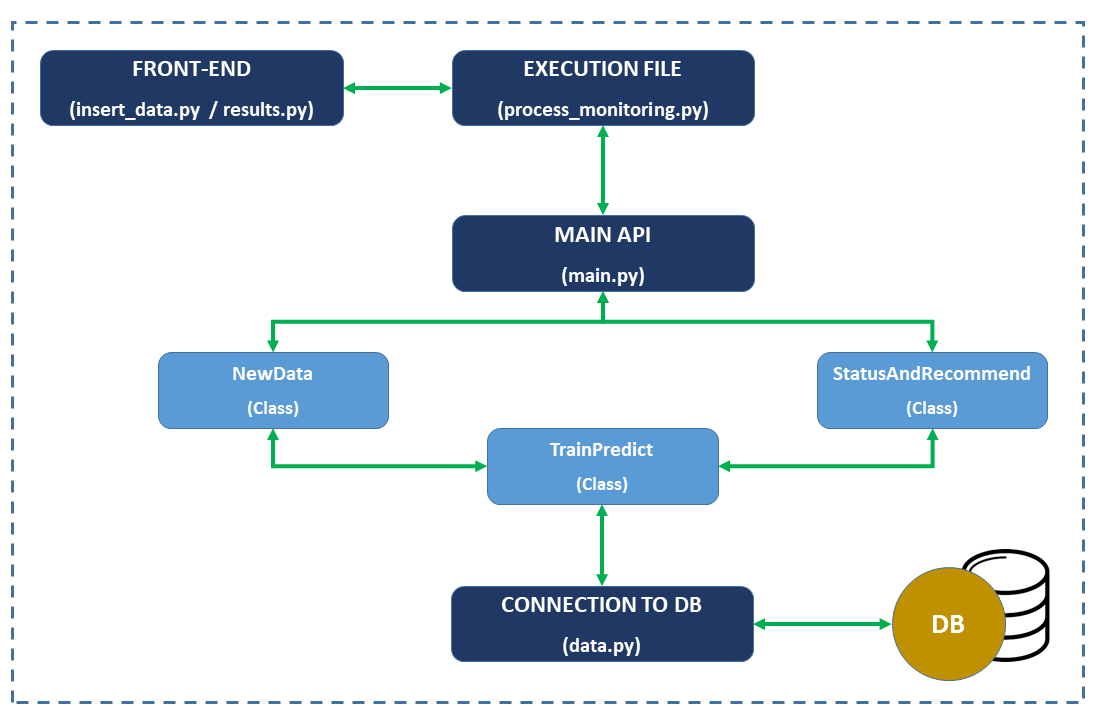 FRONT-END
(insert_data.py / results.py)
EXECUTION FILE
(process_monitoring.py)
MAIN API
(main.py)
NewData
(Class)
StatusAndRecommend
(Class)
TrainPredict
(Class)
CONNECTION TO DB
(data.py)
DB